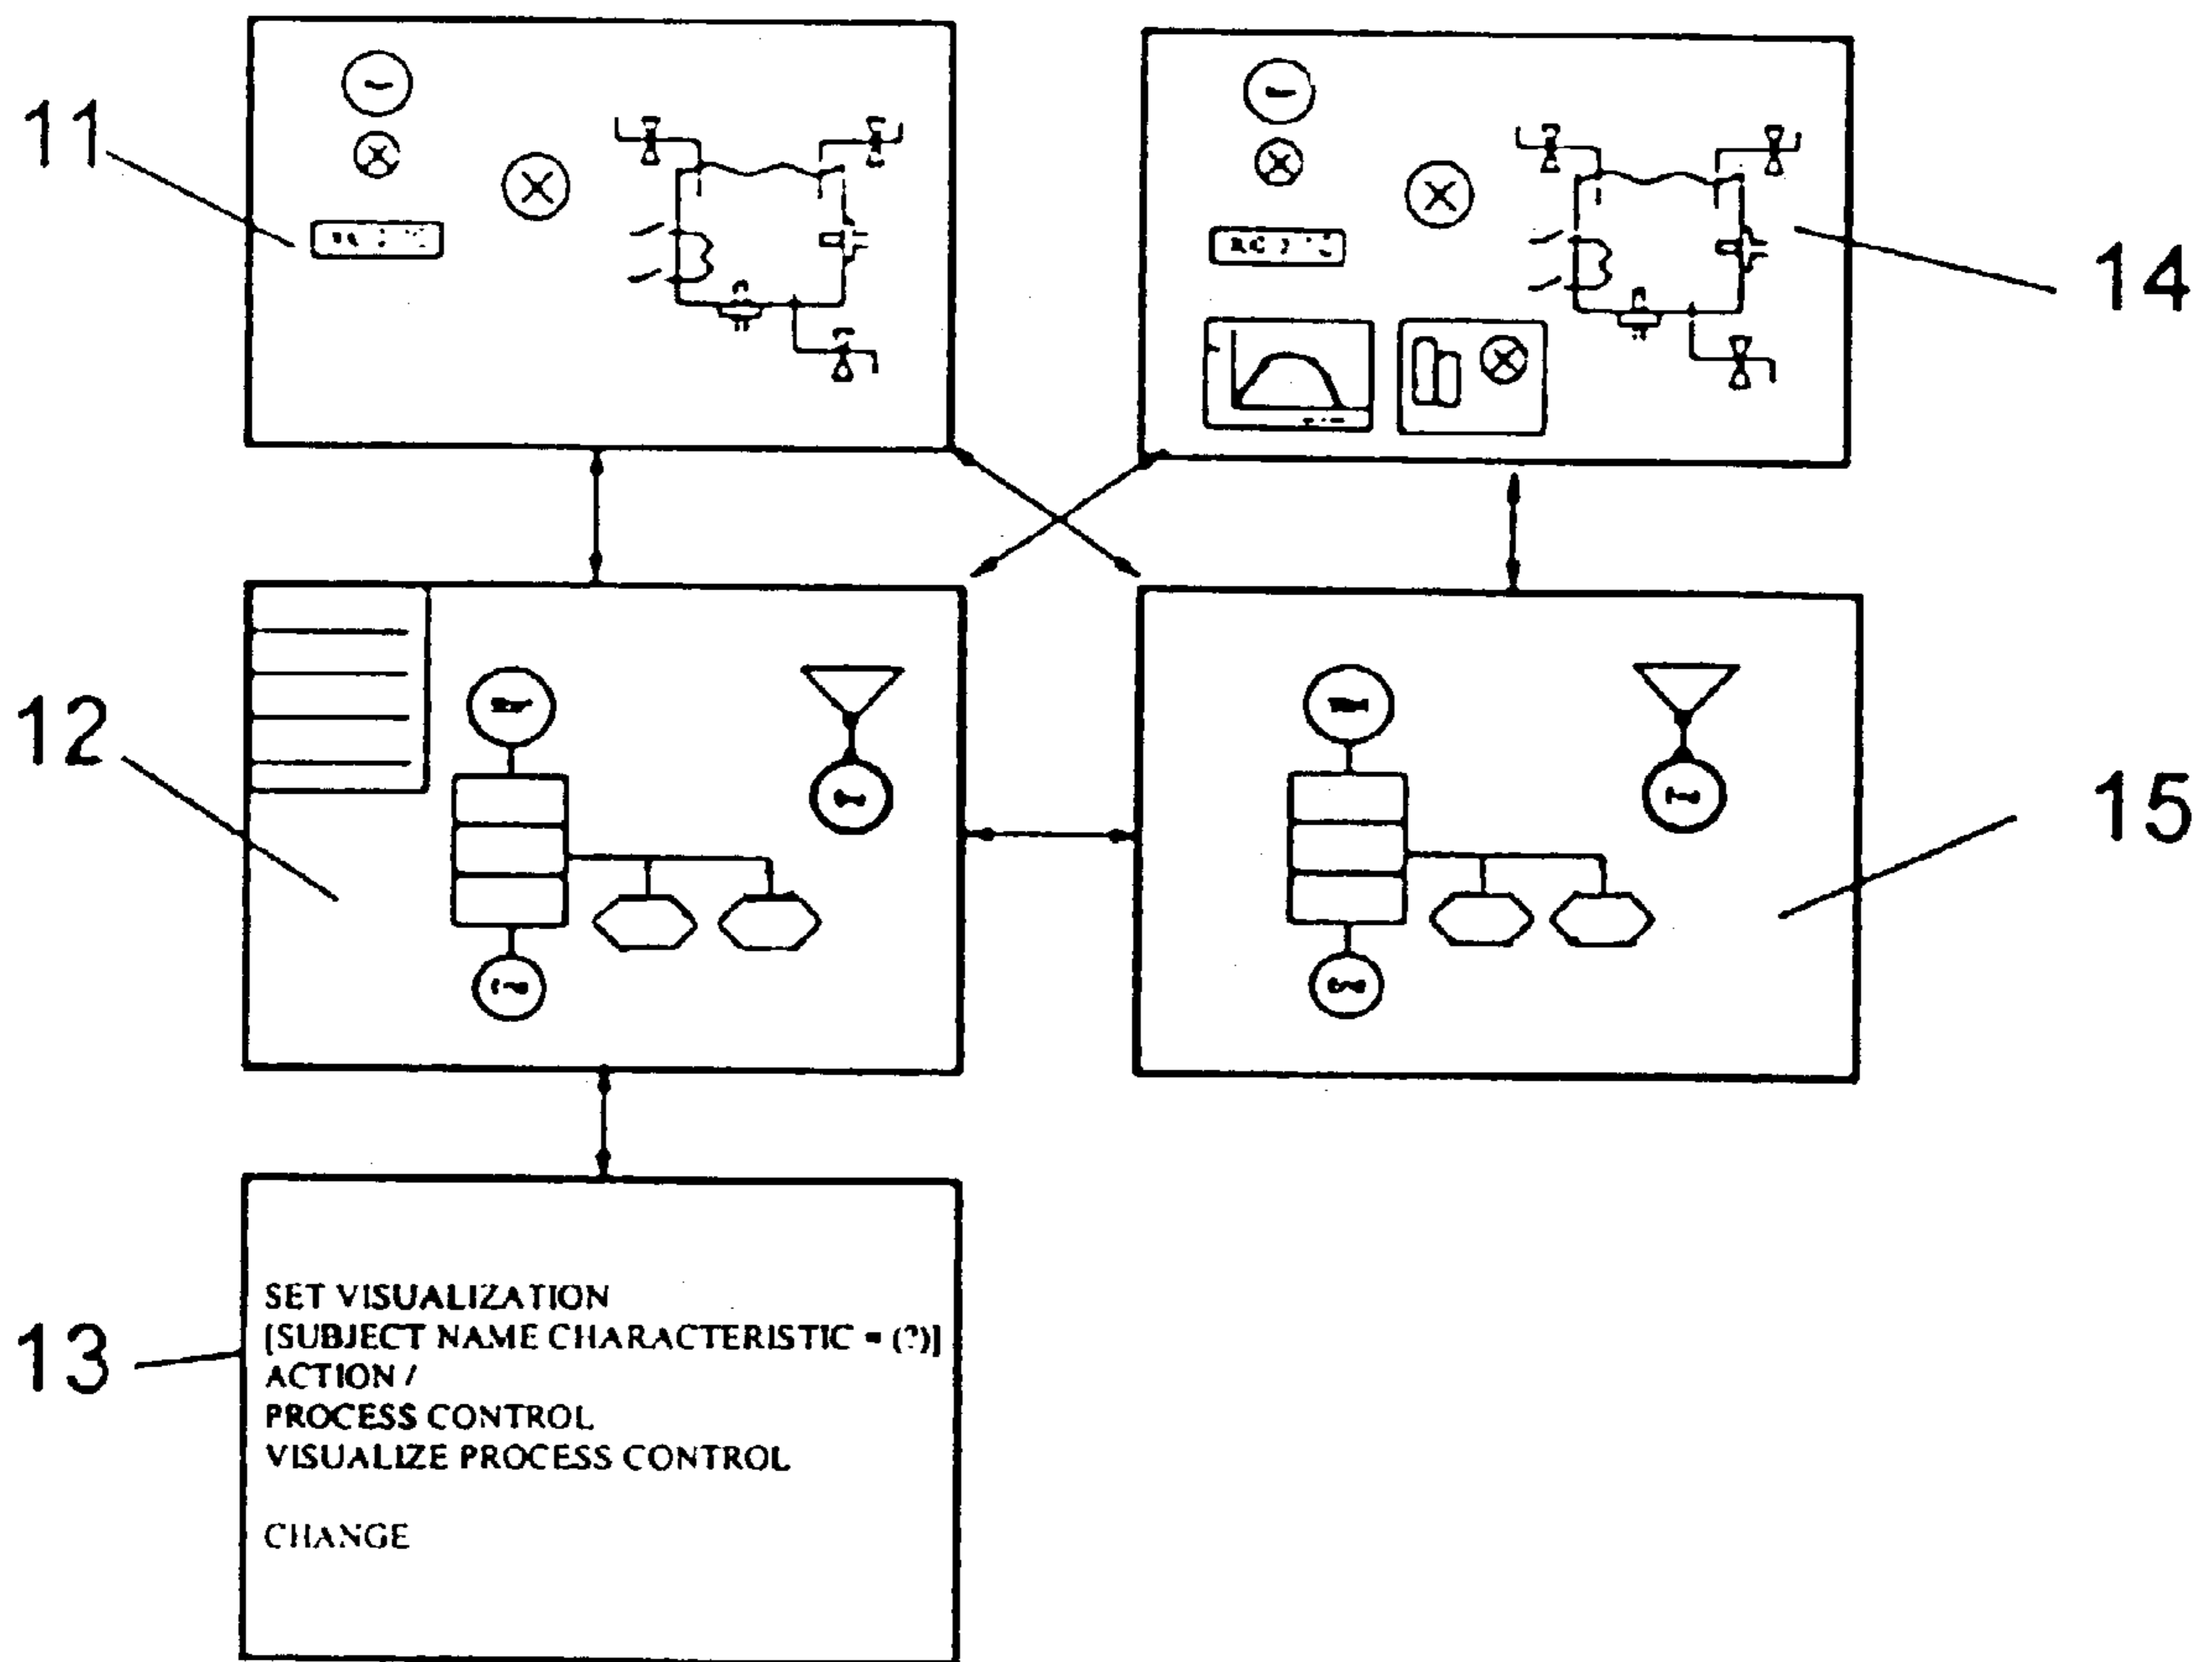 11
14
12
15
13
SET VISUALIZATION
[SUBJECT NAME CHARACTERISTIC = (?)]
ACTION /
PROCESS CONTROL
VISUALIZE PROCESS CONTROL
CHANGE